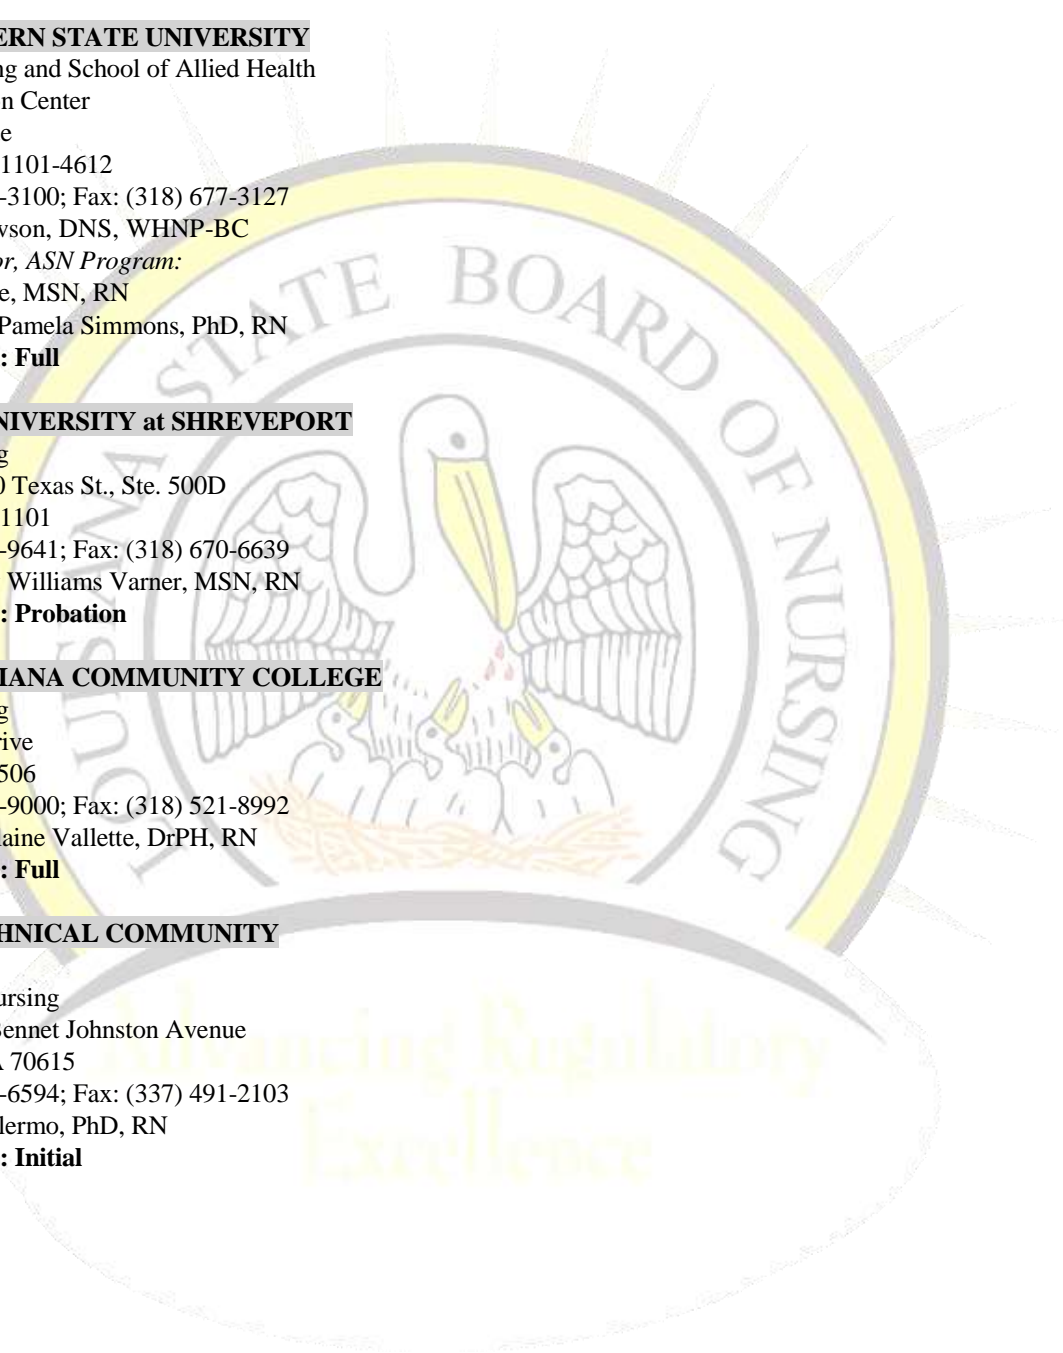 ERN STATE UNIVERSITY
ng and School of Allied Health
n Center
e
1101-4612
-3100; Fax: (318) 677-3127
wson, DNS, WHNP-BC
or, ASN Program:
e, MSN, RN
Pamela Simmons, PhD, RN
: Full
NIVERSITY at SHREVEPORT
g
0 Texas St., Ste. 500D
1101
-9641; Fax: (318) 670-6639
Williams Varner, MSN, RN
: Probation
IANA COMMUNITY COLLEGE
g
rive
506
-9000; Fax: (318) 521-8992
laine Vallette, DrPH, RN
: Full
HNICAL COMMUNITY
ursing
Bennet Johnston Avenue
A 70615
-6594; Fax: (337) 491-2103
lermo, PhD, RN
: Initial
LOUISIANA STATE BOARD OF NURSING
Advancing Regulatory
Excellence